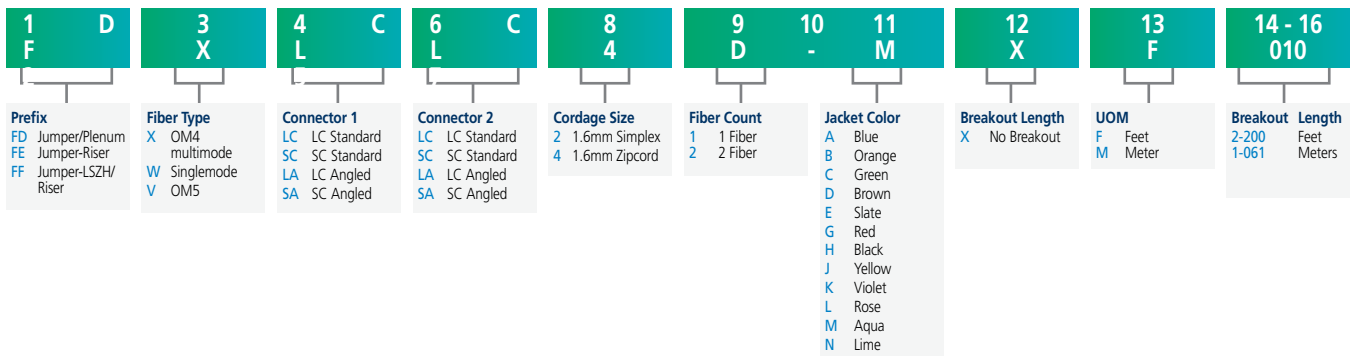 1 D
F
3
X
4 C
L
6 C
L
8
4
9 10 11
D - M
12
X
13
F
14 - 16
010
Prefix
FD Jumper/Plenum
FE Jumper-Riser
FF Jumper-LSZH/
Riser
Fiber Type
X OM4
multimode
W Singlemode
V OM5
Connector 1
LC LC Standard
SC SC Standard
LA LC Angled
SA SC Angled
Connector 2
LC LC Standard
SC SC Standard
LA LC Angled
SA SC Angled
Cordage Size
2 1.6mm Simplex
4 1.6mm Zipcord
Fiber Count
1 1 Fiber
2 2 Fiber
Jacket Color
A Blue
B Orange
C Green
D Brown
E Slate
G Red
H Black
J Yellow
K Violet
L Rose
M Aqua
N Lime
Breakout Length
X No Breakout
UOM
F Feet
M Meter
Breakout Length
2-200 Feet
1-061 Meters